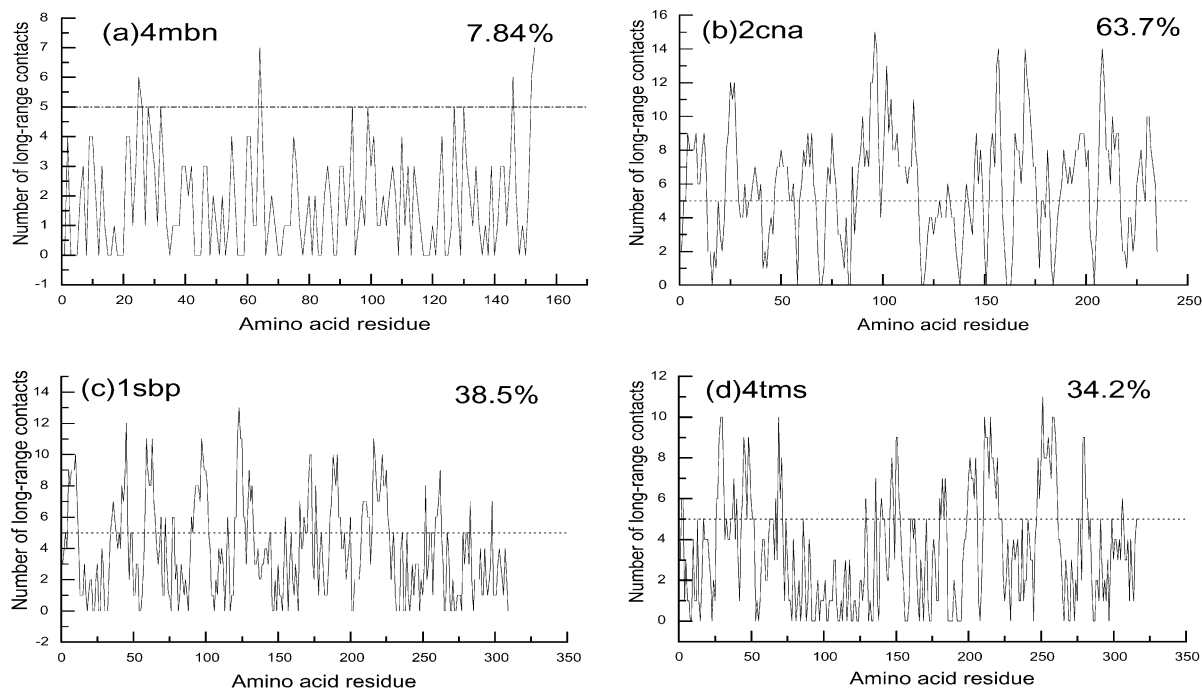 (a)4mbn 7.84%
Number of long-range contacts
8
7
6
5
4
3
2
1
0
-1
0 20 40 60 80 100 120 140 160
Amino acid residue
(b)2cna 63.7%
Number of long-range contacts
16
14
12
10
8
6
4
2
0
0 50 100 150 200 250
Amino acid residue
(c)1sbp 38.5%
Number of long-range contacts
15
14
12
10
8
6
4
2
0
-2
0 50 100 150 200 250 300 350
Amino acid residue
(d)4tms 34.2%
Number of long-range contacts
12
10
8
6
4
2
0
0 50 100 150 200 250 300 350
Amino acid residue